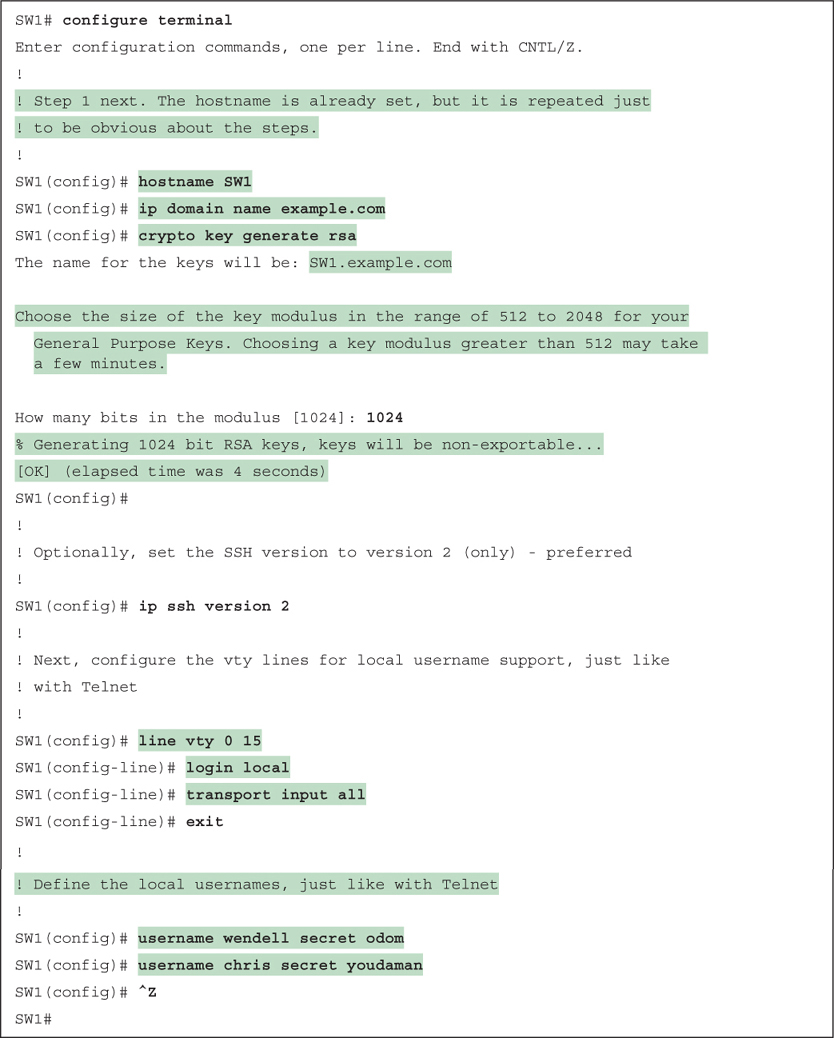 SW1# configure terminal
Enter configuration commands, one per line. End with CNTL/Z.
!
! Step 1 next. The hostname is already set, but it is repeated just
! to be obvious about the steps.
!
SW1(config)# hostname SW1
SW1(config)# ip domain name example.com
SW1(config)# crypto key generate rsa
The name for the keys will be: SW1.example.com
Choose the size of the key modulus in the range of 512 to 2048 for your
General Purpose Keys. Choosing a key modulus greater than 512 may take
a few minutes.
How many bits in the modulus [1024]: 1024
% Generating 1024 bit RSA keys, keys will be non-exportable...
[OK] (elapsed time was 4 seconds)
SW1(config)#
!
! Optionally, set the SSH version to version 2 (only) - preferred
!
SW1(config)# ip ssh version 2
!
! Next, configure the vty lines for local username support, just like
! with Telnet
!
SW1(config)# line vty 0 15
SW1(config-line)# login local
SW1(config-line)# transport input all
SW1(config-line)# exit
!
! Define the local usernames, just like with Telnet
!
SW1(config)# username wendell secret odom
SW1(config)# username chris secret youdaman
SW1(config)# ^Z
SW1#